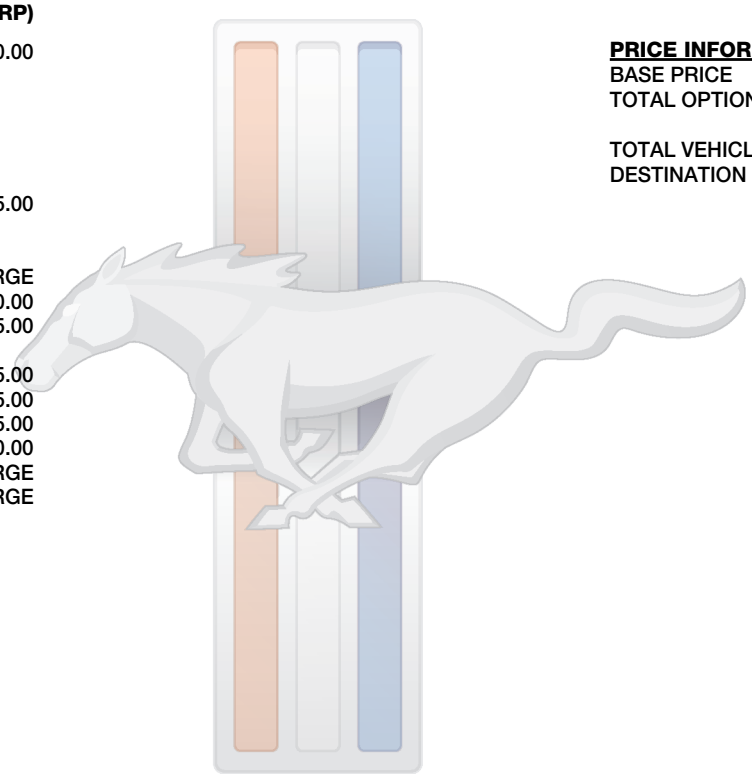 RP)
0.00
5.00
RGE
0.00
5.00
5.00
5.00
5.00
0.00
RGE
RGE
PRICE INFOR
BASE PRICE
TOTAL OPTION
TOTAL VEHICL
DESTINATION